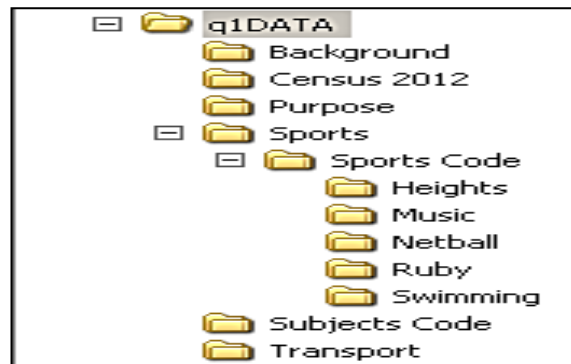 q1DATA
Background
Census 2012
Purpose
Sports
Sports Code
Heights
Music
Netball
Ruby
Swimming
Subjects Code
Transport